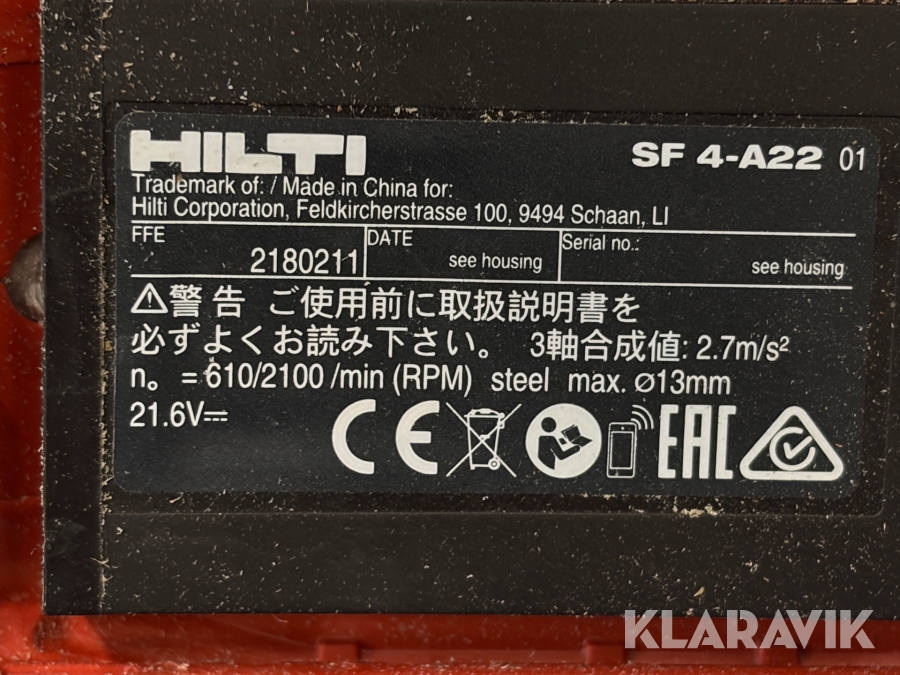 HILTI SF 4-A22 01
Trademark of: / Made in China for:
Hilti Corporation, Feldkircherstrasse 100, 9494 Schaan, LI
FFE DATE Serial no.:
2180211 see housing see housing
⚠警告 ご使用前に取扱説明書を
必ずよくお読み下さい。 3軸合成値: 2.7m/s²
n₀ = 610/2100 /min (RPM) steel max. ⌀13mm
21.6V⎓ CE EAC
KLARAVIK